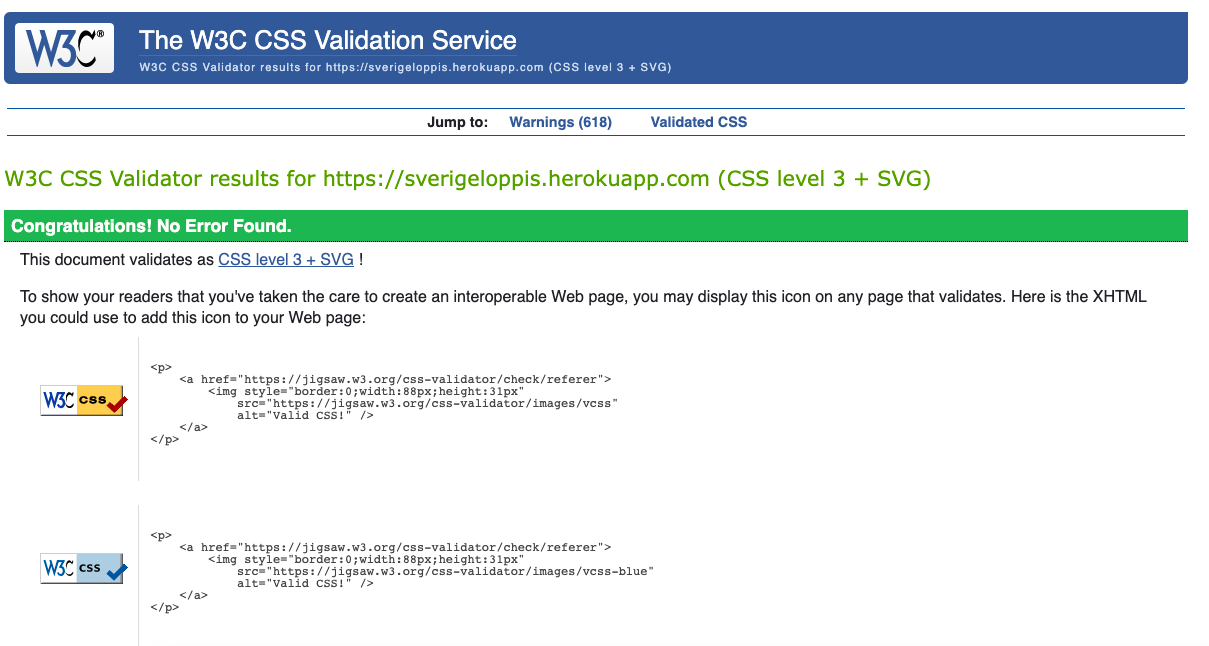 W3C® The W3C CSS Validation Service
W3C CSS Validator results for https://sverigeloppis.herokuapp.com (CSS level 3 + SVG)
Jump to: Warnings (618) Validated CSS
W3C CSS Validator results for https://sverigeloppis.herokuapp.com (CSS level 3 + SVG)
Congratulations! No Error Found.
This document validates as CSS level 3 + SVG !
To show your readers that you've taken the care to create an interoperable Web page, you may display this icon on any page that validates. Here is the XHTML
you could use to add this icon to your Web page:
W3C css
<p>
    <a href="https://jigsaw.w3.org/css-validator/check/referer">
        <img style="border:0;width:88px;height:31px"
            src="https://jigsaw.w3.org/css-validator/images/vcss"
            alt="Valid CSS!" />
    </a>
</p>
W3C css
<p>
    <a href="https://jigsaw.w3.org/css-validator/check/referer">
        <img style="border:0;width:88px;height:31px"
            src="https://jigsaw.w3.org/css-validator/images/vcss-blue"
            alt="Valid CSS!" />
    </a>
</p>